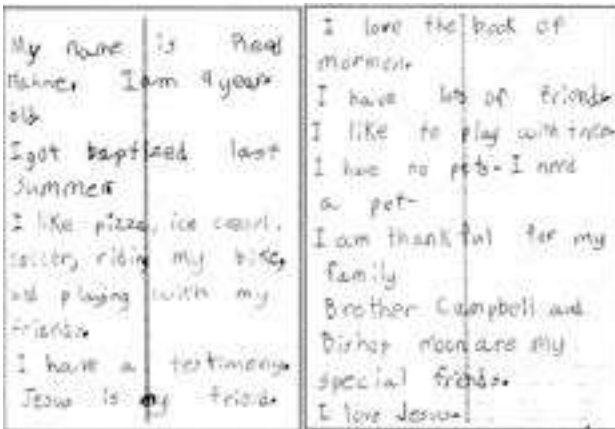 My name is
I am 9 year
old.
I got baptized last
Summer
I like pizza, ice cream,
soccer, riding my bike,
and playing with my
friends.
I have a testimony.
Jesus is my friend.
I love the book of
mormon.
I have lots of friends.
I like to play with them
I have no pets. I need
a pet.
I am thankful for my
family
Brother Campbell and
Bishop moon are my
special friends.
I love Jesus.